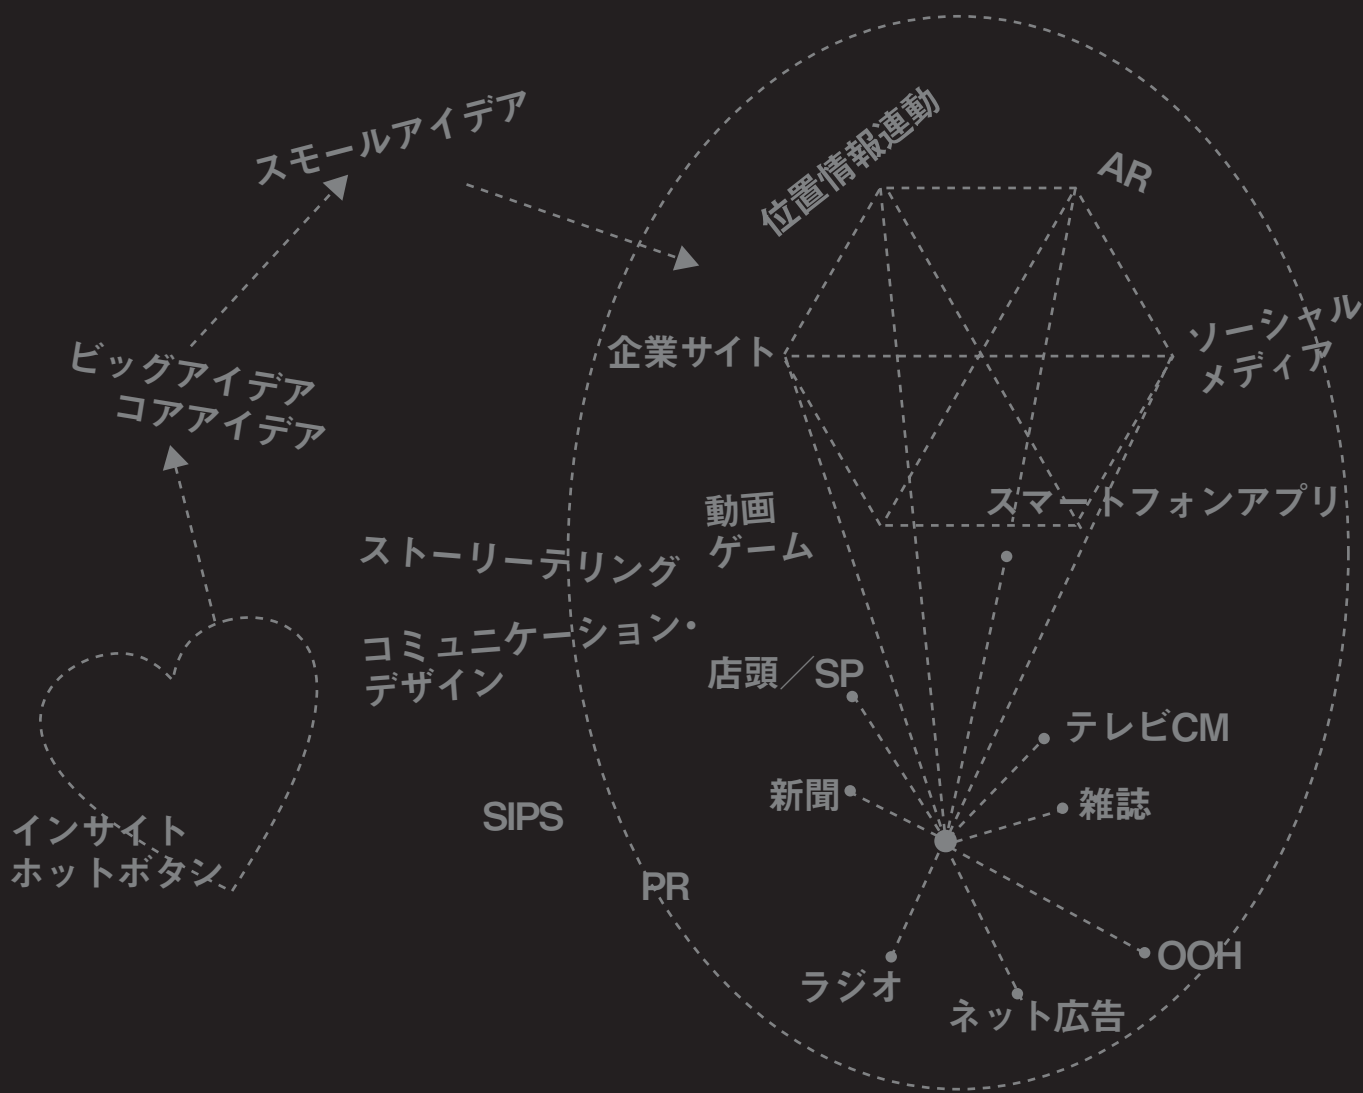 スモールアイデア
位置情報連動
AR
ビッグアイデア
コアアイデア
企業サイト
ソーシャル
メディア
動画
ゲーム
スマートフォンアプリ
ストーリーテリング
コミュニケーション・
デザイン
店頭／SP
テレビCM
新聞
雑誌
SIPS
インサイト
ホットボタン
PR
OOH
ラジオ
ネット広告